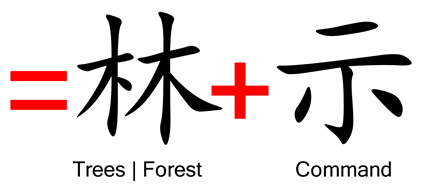 =林+示
Trees | Forest Command